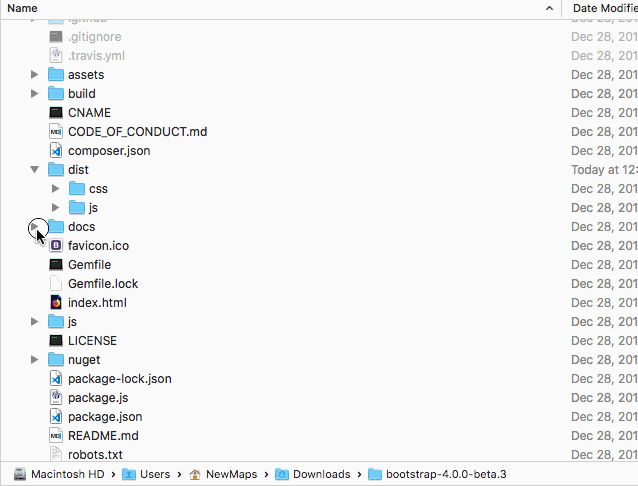 Name Date Modifie
.github
.gitignore Dec 28, 201
.travis.yml Dec 28, 201
assets Dec 28, 201
build Dec 28, 201
CNAME Dec 28, 201
CODE_OF_CONDUCT.md Dec 28, 201
composer.json Dec 28, 201
dist Today at 12:
css Dec 28, 201
js Dec 28, 201
docs Dec 28, 201
favicon.ico Dec 28, 201
Gemfile Dec 28, 201
Gemfile.lock Dec 28, 201
index.html Dec 28, 201
js Dec 28, 201
LICENSE Dec 28, 201
nuget Dec 28, 201
package-lock.json Dec 28, 201
package.js Dec 28, 201
package.json Dec 28, 201
README.md Dec 28, 201
robots.txt Dec 28, 201
Macintosh HD Users NewMaps Downloads bootstrap-4.0.0-beta.3